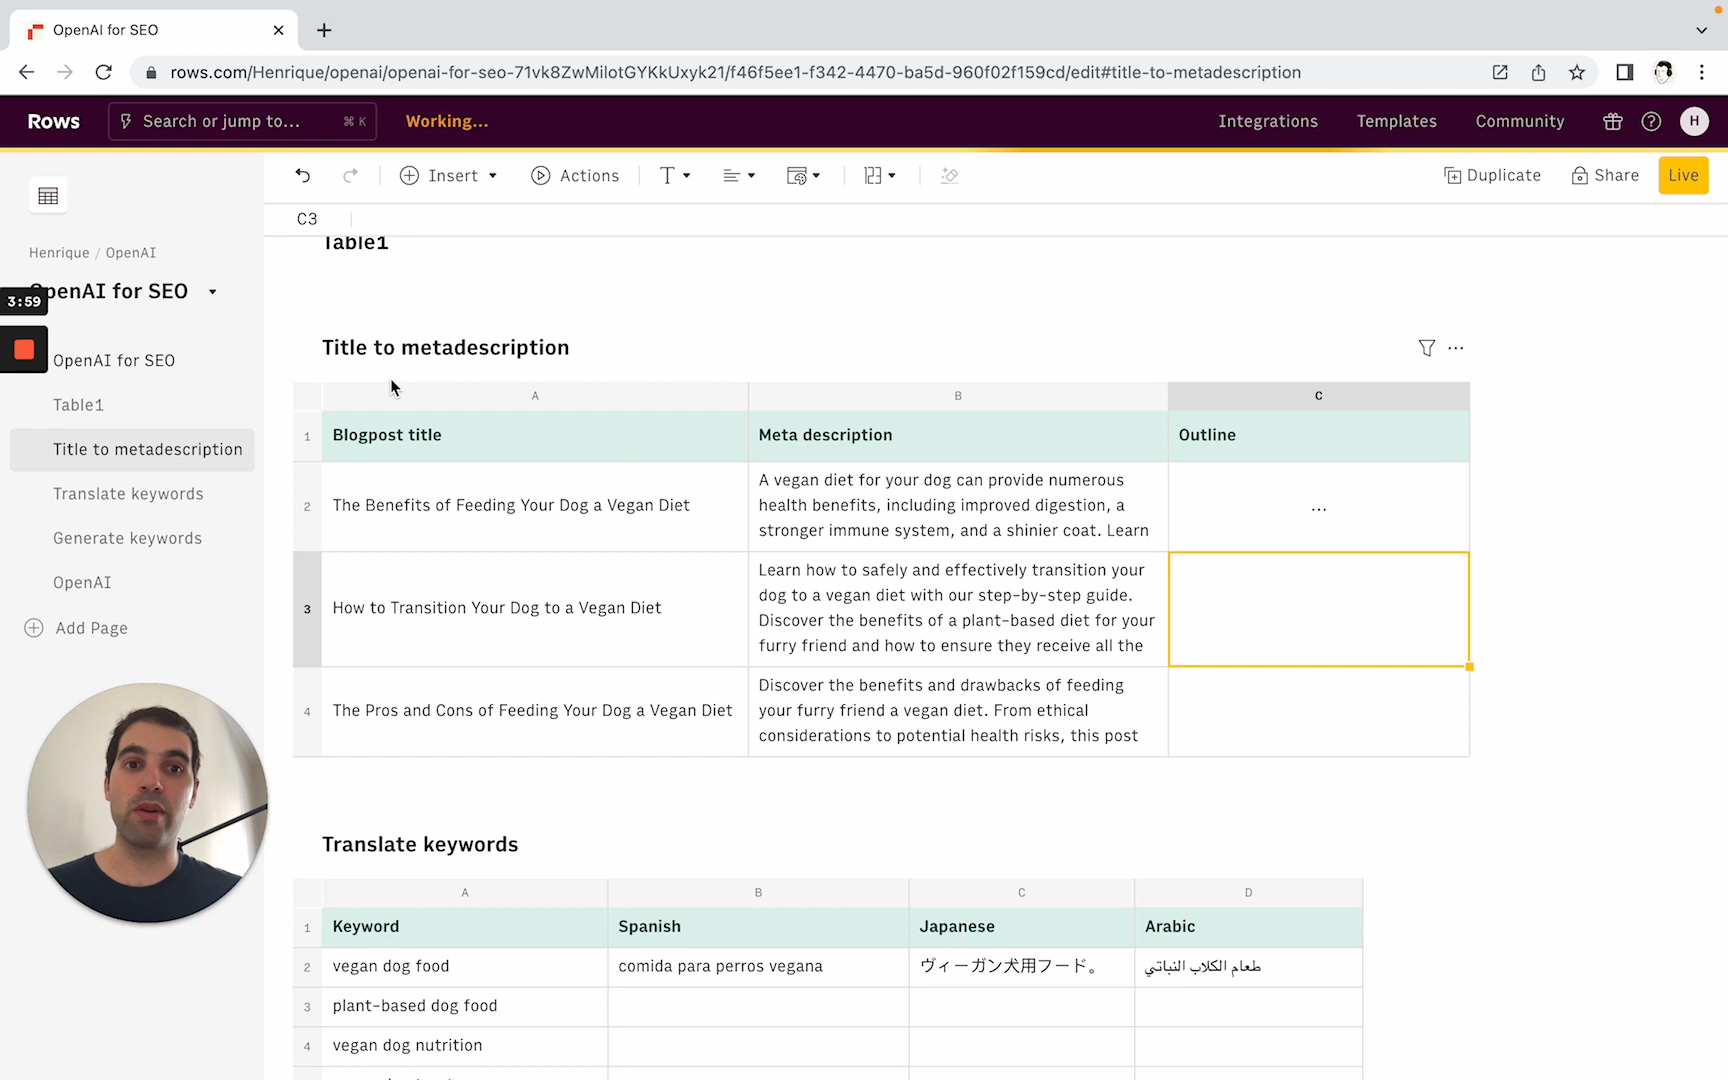 OpenAI for SEO
rows.com/Henrique/openai/openai-for-seo-71vk8ZwMilotGYKkUxyk21/f46f5ee1-f342-4470-ba5d-960f02f159cd/edit#title-to-metadescription
Rows
Search or jump to...
⌘ K
Working...
Integrations
Templates
Community
H
Insert
Actions
Duplicate
Share
Live
C3
Henrique / OpenAI
OpenAI for SEO
3:59
OpenAI for SEO
Table1
Title to metadescription
Translate keywords
Generate keywords
OpenAI
Add Page
Table1
Title to metadescription
A B C
1 Blogpost title Meta description Outline
2 The Benefits of Feeding Your Dog a Vegan Diet
A vegan diet for your dog can provide numerous
health benefits, including improved digestion, a
stronger immune system, and a shinier coat. Learn
...
3 How to Transition Your Dog to a Vegan Diet
Learn how to safely and effectively transition your
dog to a vegan diet with our step-by-step guide.
Discover the benefits of a plant-based diet for your
furry friend and how to ensure they receive all the
4 The Pros and Cons of Feeding Your Dog a Vegan Diet
Discover the benefits and drawbacks of feeding
your furry friend a vegan diet. From ethical
considerations to potential health risks, this post
Translate keywords
A B C D
1 Keyword Spanish Japanese Arabic
2 vegan dog food comida para perros vegana ヴィーガン犬用フード。 طعام الكلاب النباتي
3 plant-based dog food
4 vegan dog nutrition